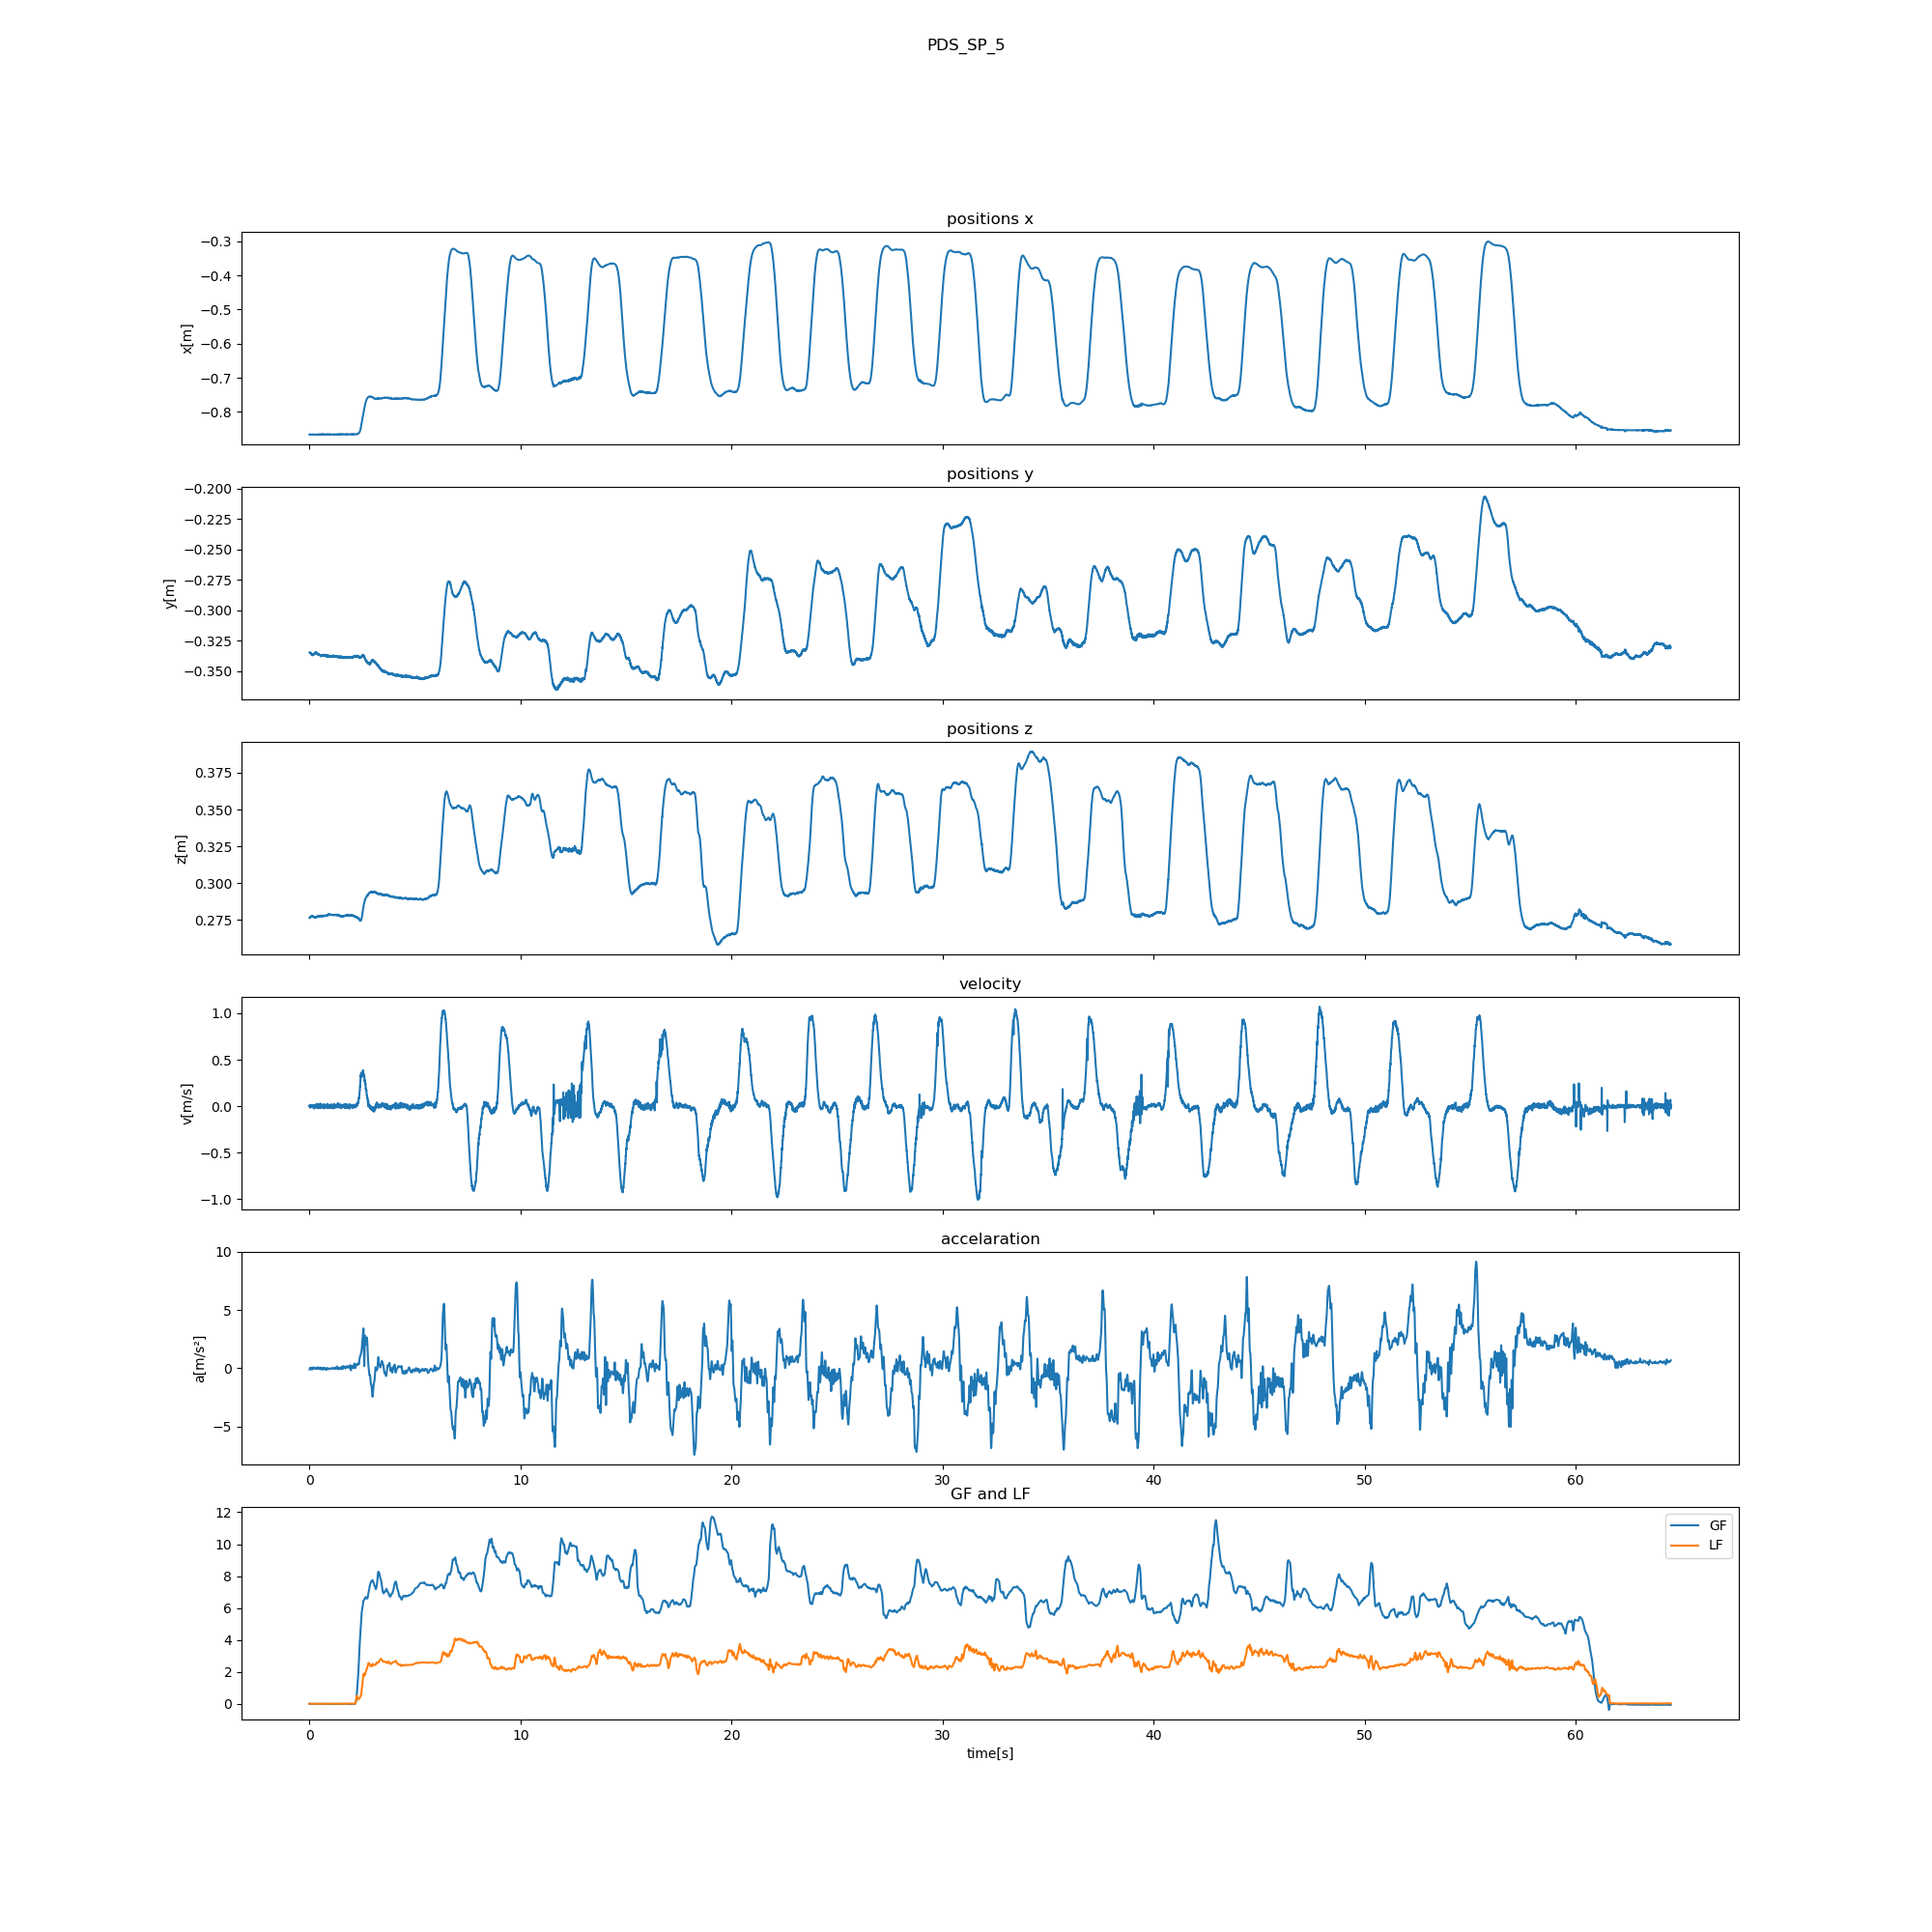 PDS_SP_5
positions x
−0.3
−0.4
−0.5
−0.6
−0.7
−0.8
x[m]
positions y
−0.200
−0.225
−0.250
−0.275
−0.300
−0.325
−0.350
y[m]
positions z
0.375
0.350
0.325
0.300
0.275
z[m]
velocity
1.0
0.5
0.0
−0.5
−1.0
v[m/s]
accelaration
10
5
0
−5
a[m/s²]
0 10 20 30 40 50 60
GF and LF
12
10
8
6
4
2
0
GF
LF
0 10 20 30 40 50 60
time[s]